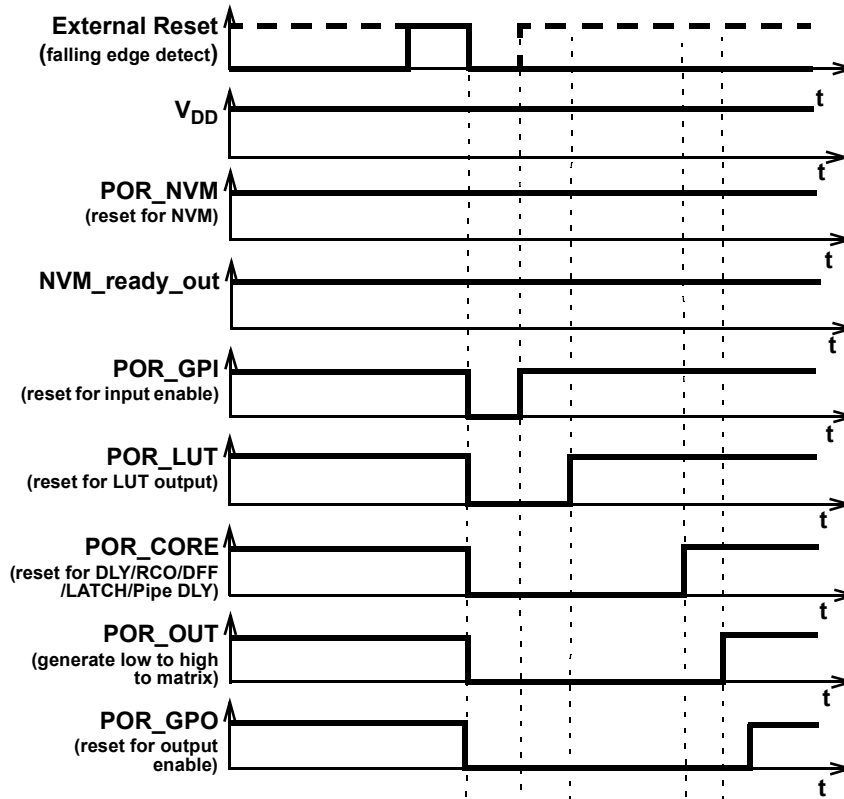 External Reset
(falling edge detect)
t
VDD
t
POR_NVM
(reset for NVM)
t
NVM_ready_out
t
POR_GPI
(reset for input enable)
t
POR_LUT
(reset for LUT output)
t
POR_CORE
(reset for DLY/RCO/DFF
/LATCH/Pipe DLY)
t
POR_OUT
(generate low to high
to matrix)
t
POR_GPO
(reset for output
enable)
t